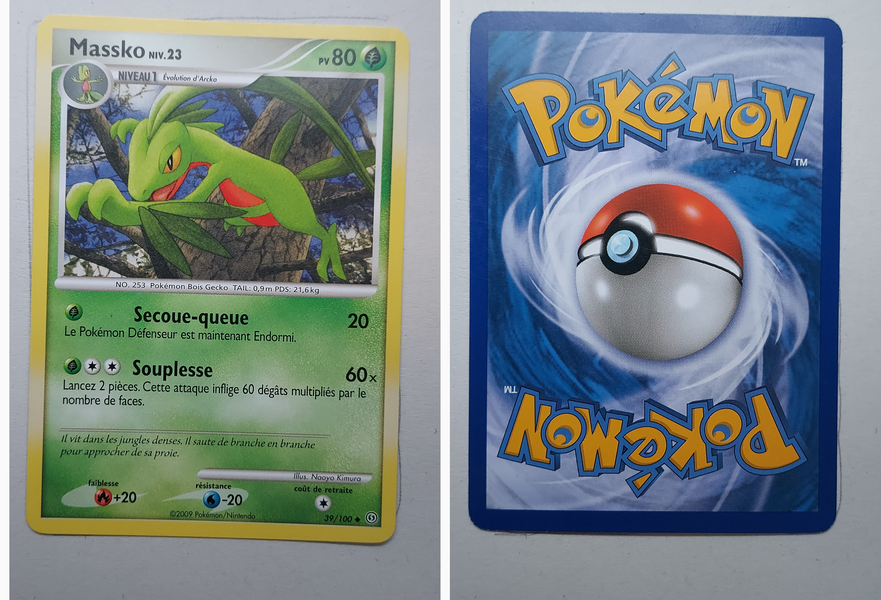 Massko NIV.23
PV 80
NIVEAU 1 Évolution d'Arcko
NO. 253 Pokémon Bois Gecko TAIL: 0,9m PDS: 21,6kg
Secoue-queue 20
Le Pokémon Défenseur est maintenant Endormi.
Souplesse 60x
Lancez 2 pièces. Cette attaque inflige 60 dégâts multipliés par le
nombre de faces.
Il vit dans les jungles denses. Il saute de branche en branche
pour approcher de sa proie.
Illus. Naoyo Kimura
faiblesse
+20
résistance
-20
coût de retraite
©2009 Pokémon/Nintendo
39/100
POKéMON
TM
TM
POKéMON